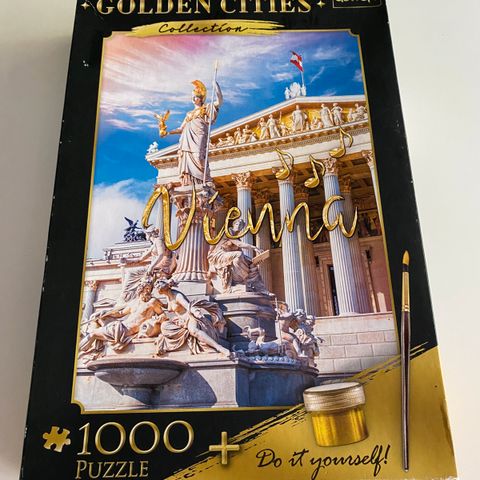 GOLDEN CITIES
Collection
Vienna
1000
PUZZLE
+
Do it yourself!